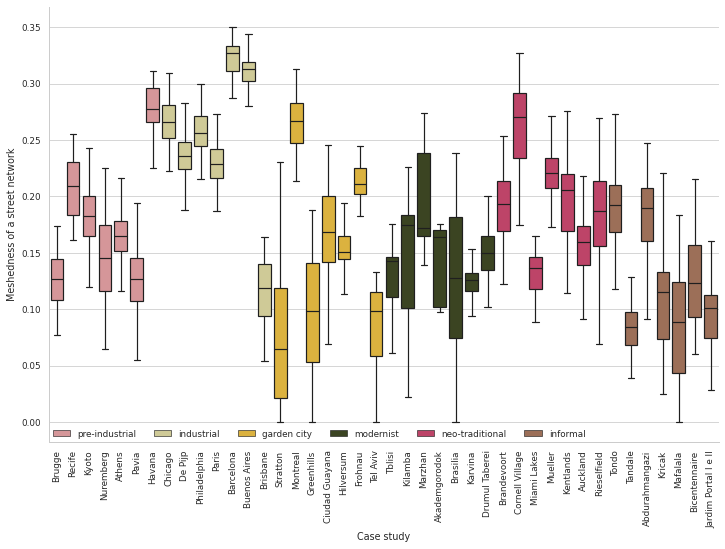 Meshedness of a street network
0.35
0.30
0.25
0.20
0.15
0.10
0.05
0.00
pre-industrial industrial garden city modernist neo-traditional informal
Brugge
Recife
Kyoto
Nuremberg
Athens
Pavia
Havana
Chicago
De Pijp
Philadelphia
Paris
Barcelona
Buenos Aires
Brisbane
Stratton
Montreal
Greenhills
Ciudad Guayana
Hilversum
Frohnau
Tel Aviv
Tbilisi
Kilamba
Marzhan
Akademgorodok
Brasilia
Karvina
Drumul Taberei
Brandevoort
Cornell Village
Miami Lakes
Mueller
Kentlands
Auckland
Rieselfield
Tondo
Tandale
Abdurahmangazi
Kricak
Mafalala
Bicentennaire
Jardim Portal I e II
Case study